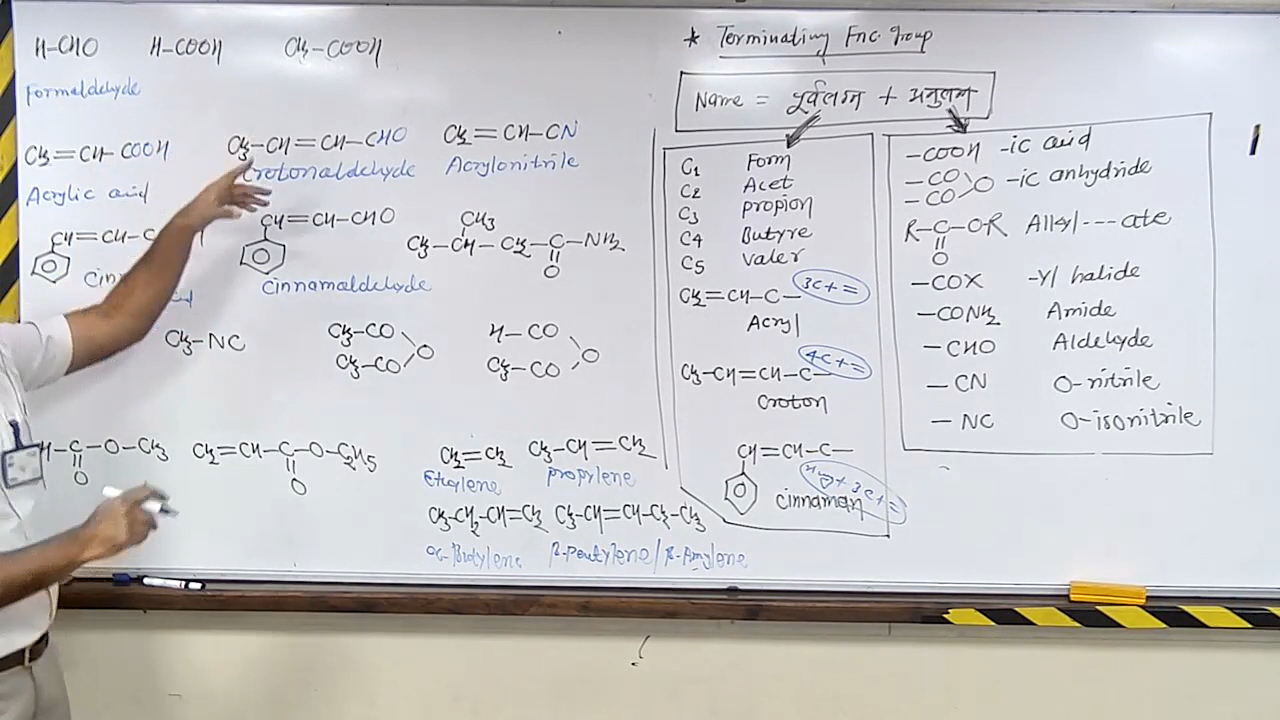 H-CHO H-COOH CH3-COOH
Formaldehyde
CH2=CH-COOH CH3-CH=CH-CHO CH2=CH-CN
Acrylic acid Crotonaldehyde Acrylonitrile
CH=CH-C CH=CH-CHO CH3-CH-CH2-C-NH2
CH3
O
cinnamaldehyde
CH3-NC CH3-CO CH3-CO O H-CO CH3-CO O
H-C-O-CH3 CH2=CH-C-O-C2H5
O O
CH2=CH2 CH3-CH=CH2
Ethylene propylene
CH3-CH2-CH=CH2 CH3-CH=CH-CH2-CH3
α-Butylene β-pentylene/β-Amylene
* Terminating Fnc. group
Name = पूर्वलग्न + अनुलग्न
C1 Form
C2 Acet
C3 propion
C4 Butyre
C5 Valer
CH2=CH-C- 3C+=
Acryl
CH3-CH=CH-C- 4C+=
Croton
CH=CH-C-
cinnaman
-COOH -ic acid
-CO -CO O -ic anhydride
R-C-OR Alkyl---ate
O
-COX -yl halide
-CONH2 Amide
-CHO Aldehyde
-CN O-nitrile
-NC O-isonitrile